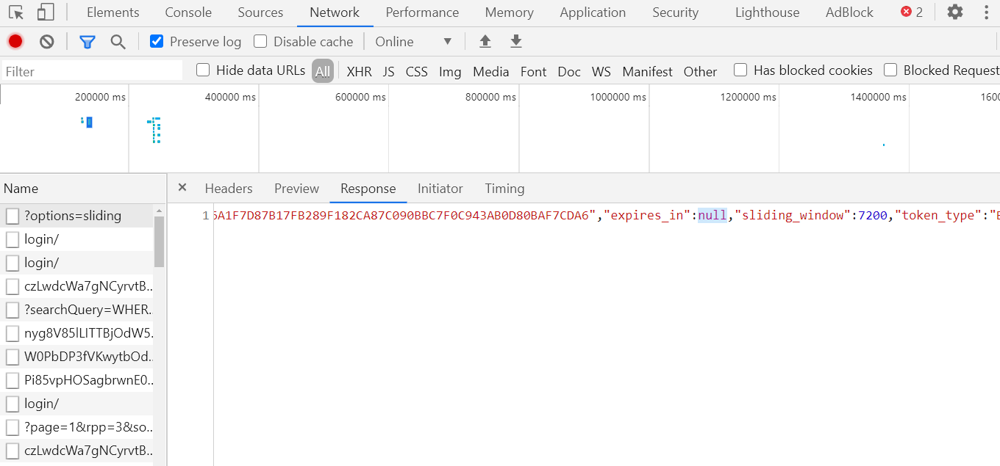 Elements Console Sources Network Performance Memory Application Security Lighthouse AdBlock 2
Preserve log Disable cache Online
Filter Hide data URLs All XHR JS CSS Img Media Font Doc WS Manifest Other Has blocked cookies Blocked Request
200000 ms 400000 ms 600000 ms 800000 ms 1000000 ms 1200000 ms 1400000 ms 1600
Name Headers Preview Response Initiator Timing
?options=sliding
1 6A1F7D87B17FB289F182CA87C090BBC7F0C943AB0D80BAF7CDA6","expires_in":null,"sliding_window":7200,"token_type":"B
login/
login/
czLwdcWa7gNCyrvtB..
?searchQuery=WHER..
nyg8V85lLITTBjOdW5.
W0PbDP3fVKwytbOd..
Pi85vpHOSagbrwnE0..
login/
?page=1&rpp=3&so..
czLwdcWa7gNCyrvtB..